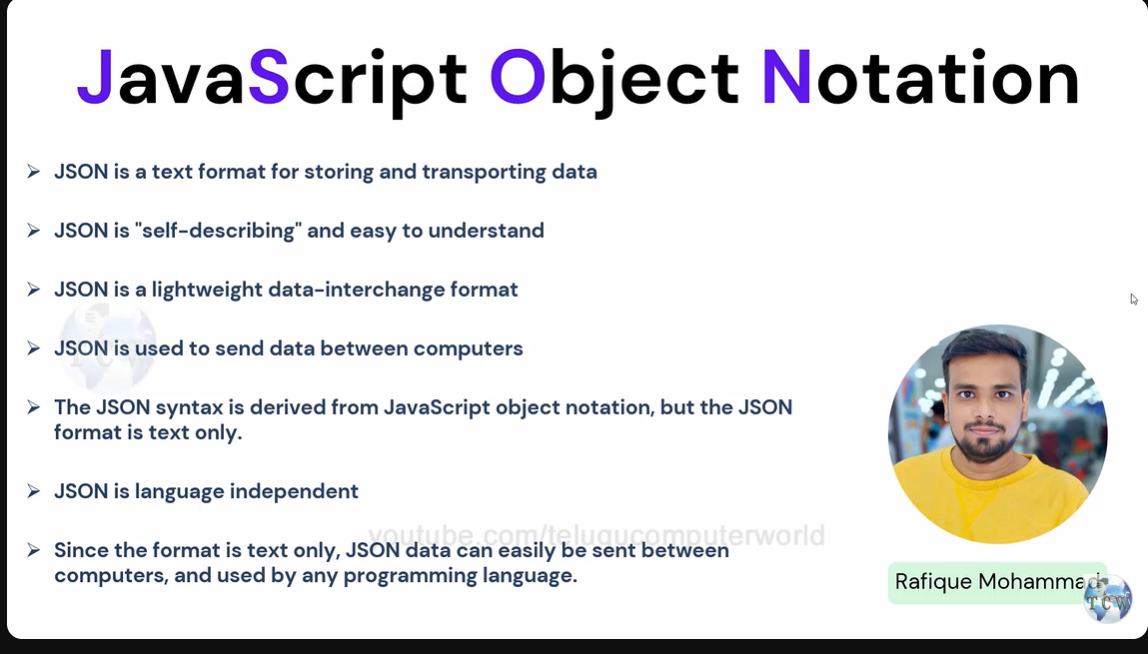 JavaScript Object Notation
➢ JSON is a text format for storing and transporting data
➢ JSON is "self-describing" and easy to understand
➢ JSON is a lightweight data-interchange format
➢ JSON is used to send data between computers
➢ The JSON syntax is derived from JavaScript object notation, but the JSON
format is text only.
➢ JSON is language independent
youtube.com/telugucomputerworld
➢ Since the format is text only, JSON data can easily be sent between
computers, and used by any programming language.
Rafique Mohammad
TCW
TCW